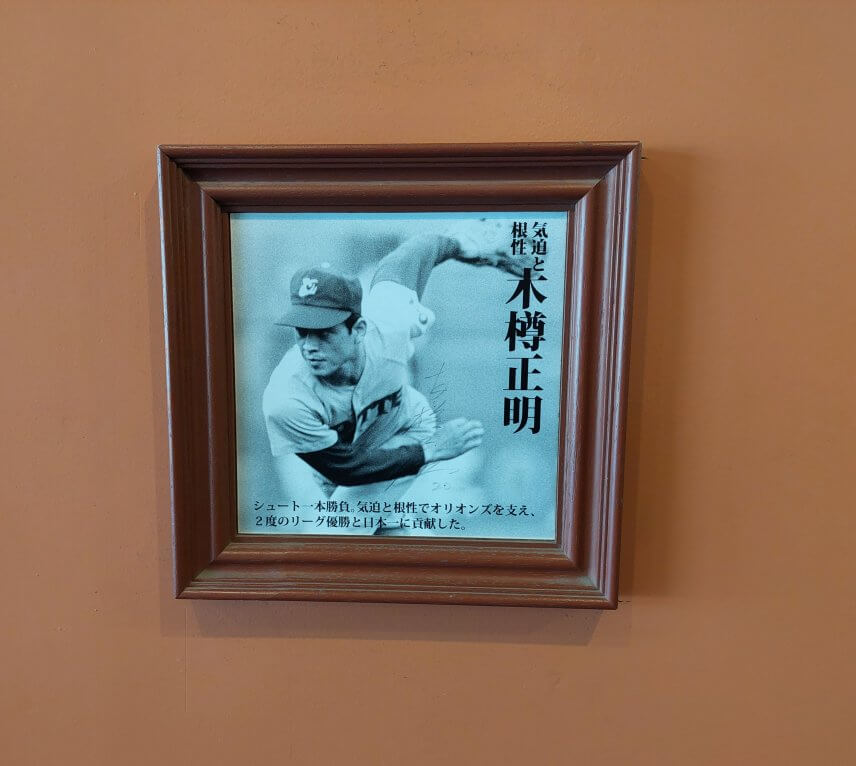 気迫と
根性
木樽正明
シュート一本勝負。気迫と根性でオリオンズを支え、
２度のリーグ優勝と日本一に貢献した。